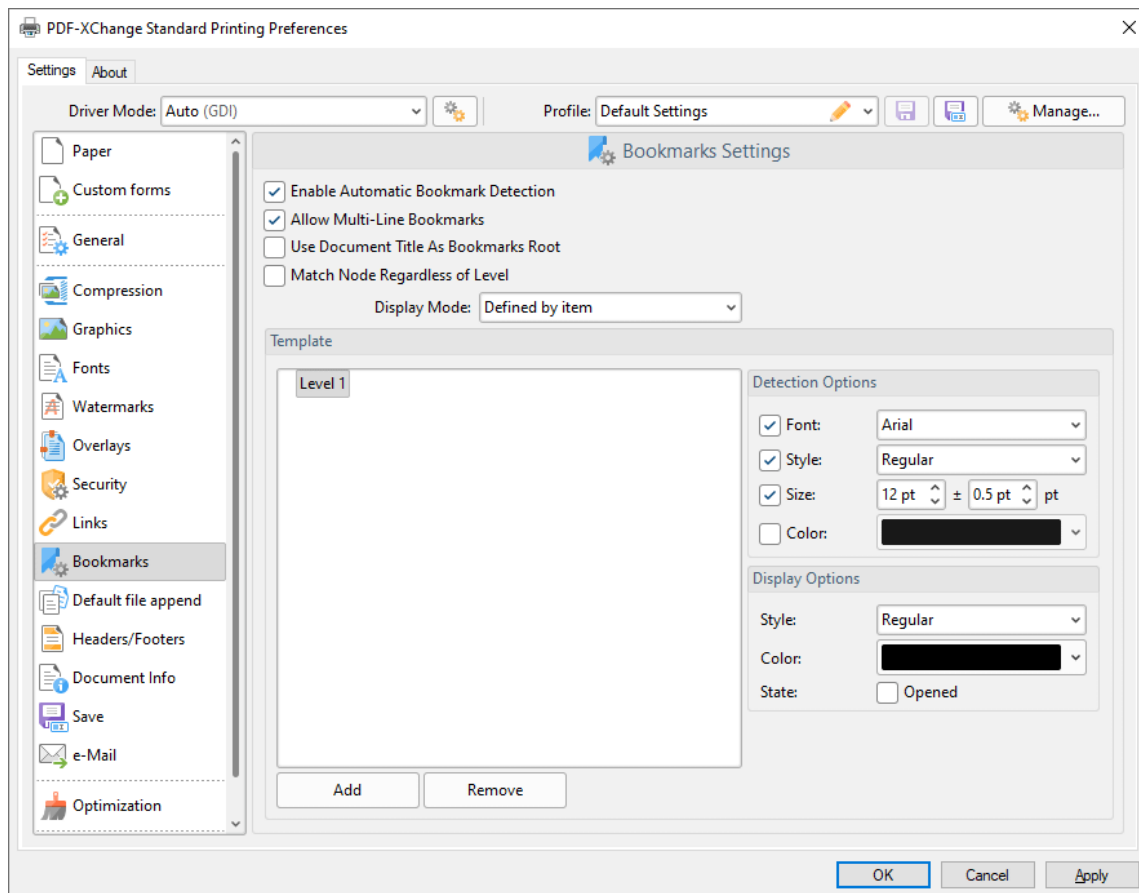 PDF-XChange Standard Printing Preferences
Settings About
Driver Mode: Auto (GDI) Profile: Default Settings Manage...
Paper
Custom forms
General
Compression
Graphics
Fonts
Watermarks
Overlays
Security
Links
Bookmarks
Default file append
Headers/Footers
Document Info
Save
e-Mail
Optimization
Bookmarks Settings
Enable Automatic Bookmark Detection
Allow Multi-Line Bookmarks
Use Document Title As Bookmarks Root
Match Node Regardless of Level
Display Mode: Defined by item
Template
Level 1
Add Remove
Detection Options
Font: Arial
Style: Regular
Size: 12 pt ± 0.5 pt pt
Color:
Display Options
Style: Regular
Color:
State: Opened
OK Cancel Apply